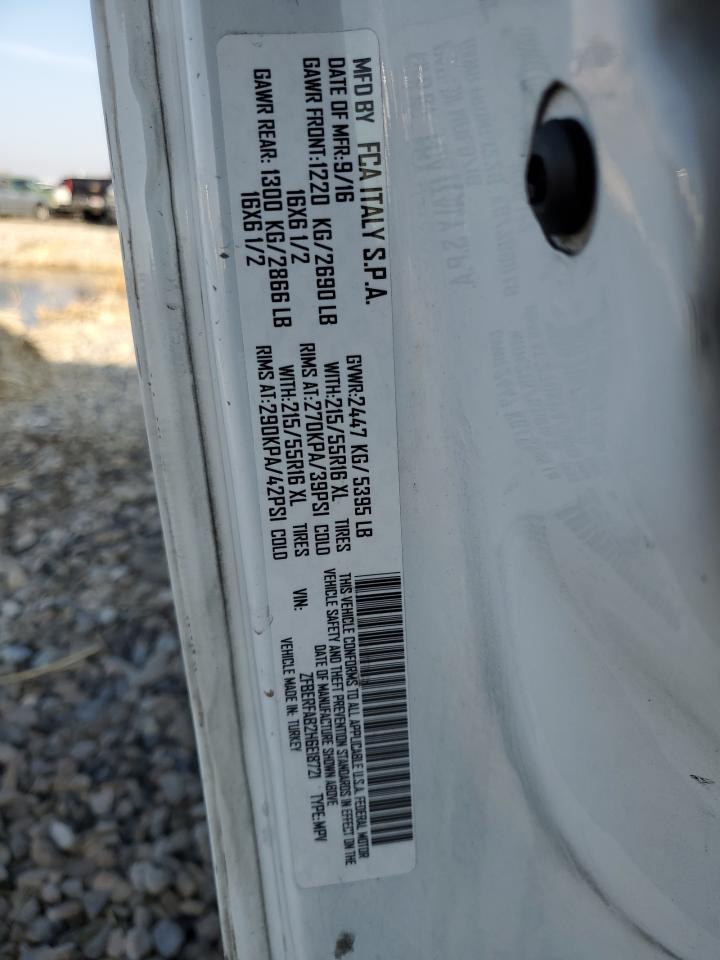 MFD BY FCA ITALY S.P.A.
DATE OF MFR:9/16 GVWR:2447 KG/ 5395 LB
GAWR FRONT:1220 KG/2690 LB WITH:215/55R16 XL TIRES
16X6 1/2 RIMS AT:270KPA/39PSI COLD
GAWR REAR: 1300 KG/2866 LB WITH:215/55R16 XL TIRES
16X6 1/2 RIMS AT:290KPA/42PSI COLD
THIS VEHICLE CONFORMS TO ALL APPLICABLE U.S.A. FEDERAL MOTOR
VEHICLE SAFETY AND THEFT PREVENTION STANDARDS IN EFFECT ON THE
DATE OF MANUFACTURE SHOWN ABOVE
VIN: ZFBERFAB2H6E18721 TYPE:MPV
VEHICLE MADE IN: TURKEY